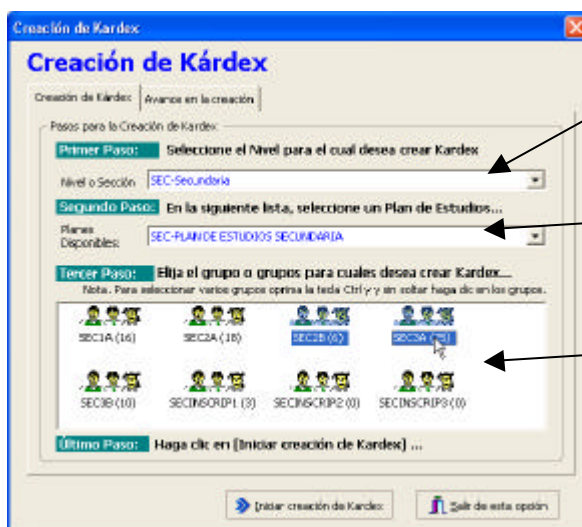 Creación de Kardex
Creación de Kárdex
Creación de Kárdex Avance en la creación
Pasos para la Creación de Kardex
Primer Paso: Seleccione el Nivel para el cual desea crear Kardex
Nivel o Sección SEC-Secundaria
Segundo Paso: En la siguiente lista, seleccione un Plan de Estudios...
Planes
Disponibles: SEC-PLAN DE ESTUDIOS SECUNDARIA
Tercer Paso: Elija el grupo o grupos para cuales desea crear Kardex...
Nota. Para seleccionar varios grupos oprima la tecla Ctrl y y sin soltar haga clic en los grupos.
SEC1A (16) SEC2A (18) SEC2B (6) SEC3A
SEC3B (10) SECINSCRIP1 (3) SECINSCRIP2 (0) SECINSCRIP3 (0)
Último Paso: Haga clic en [Iniciar creación de Kardex] ...
Iniciar creación de Kardex Salir de esta opción